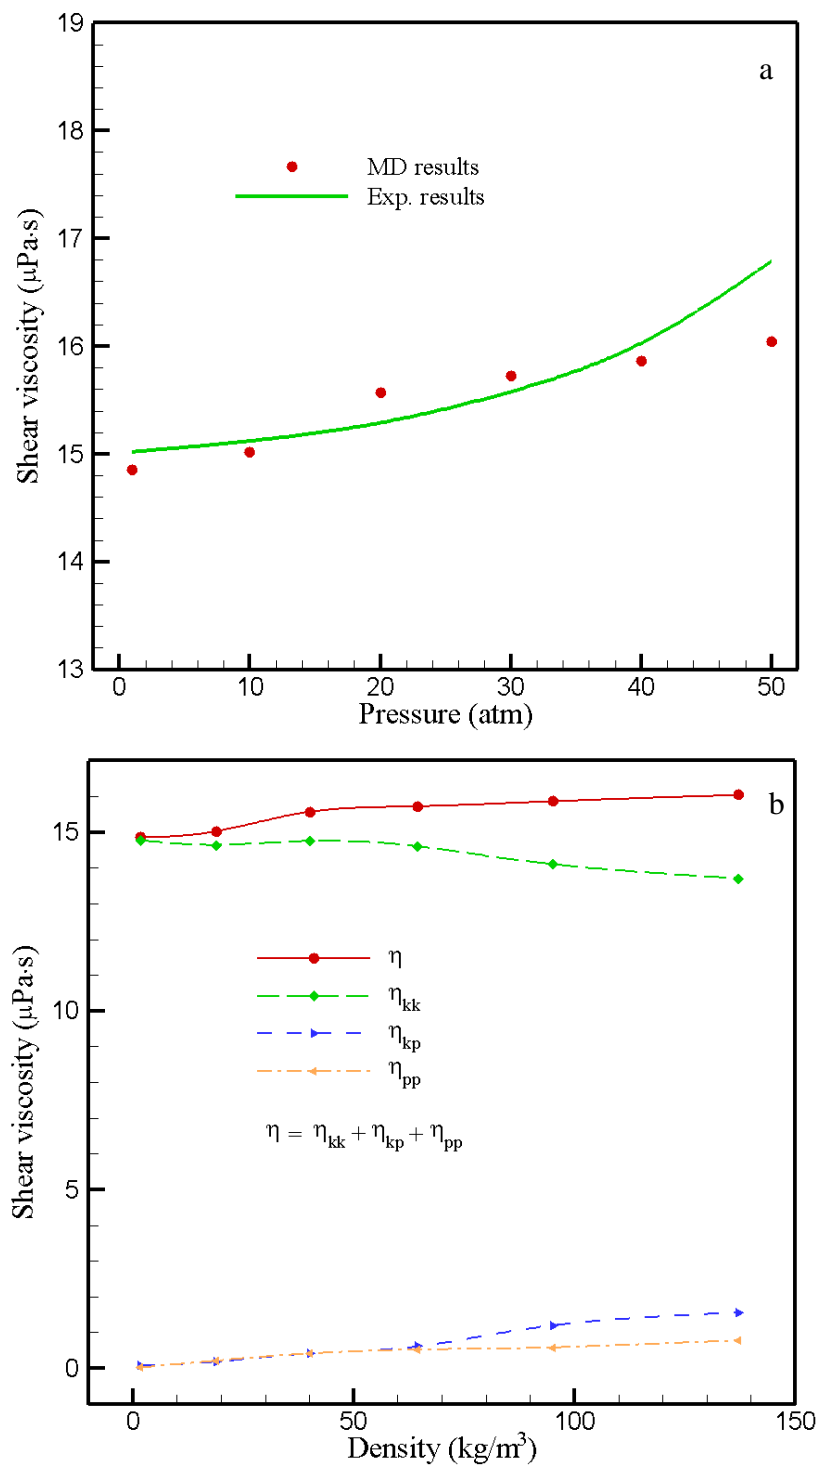 19
a
18
MD results
Exp. results
17
16
15
14
13
Shear viscosity (μPa·s)
0 10 20 30 40 50
Pressure (atm)
b
15
η
η_kk
10
η_kp
η_pp
η = η_kk + η_kp + η_pp
5
0
Shear viscosity (μPa·s)
0 50 100 150
Density (kg/m³)